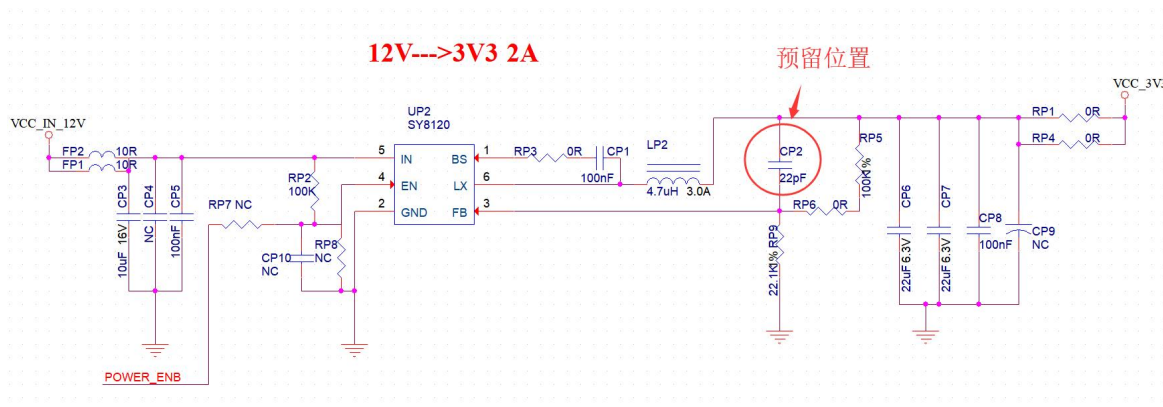 12V--->3V3 2A
预留位置
VCC_IN_12V
VCC_3V3
UP2
SY8120
FP2 10R
FP1 10R
CP3
10uF 16V
CP4
NC
CP5
100nF
RP2
100K
RP7 NC
CP10
NC
RP8
NC
5 IN
4 EN
2 GND
BS 1
LX 6
FB 3
RP3 0R
CP1
100nF
LP2
4.7uH 3.0A
CP2
22pF
RP5
100K1%
RP6 0R
RP9
22.1K1%
CP6
22uF 6.3V
CP7
22uF 6.3V
CP8
100nF
CP9
NC
RP1 0R
RP4 0R
POWER_ENB